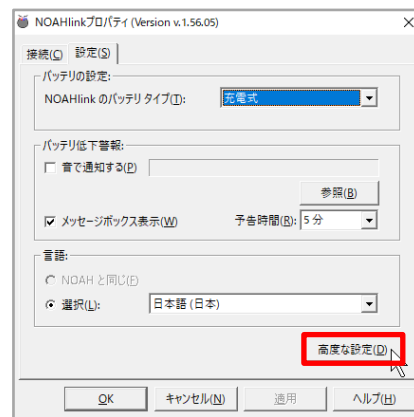 NOAHlinkプロパティ (Version v.1.56.05)
接続(C) 設定(S)
バッテリの設定:
NOAHlink のバッテリ タイプ(T): 充電式
バッテリ低下警報:
音で通知する(P)
参照(B)
メッセージボックス表示(W) 予告時間(R): 5 分
言語:
NOAH と同じ(E)
選択(L): 日本語 (日本)
高度な設定(D)
OK キャンセル(N) 適用 ヘルプ(H)